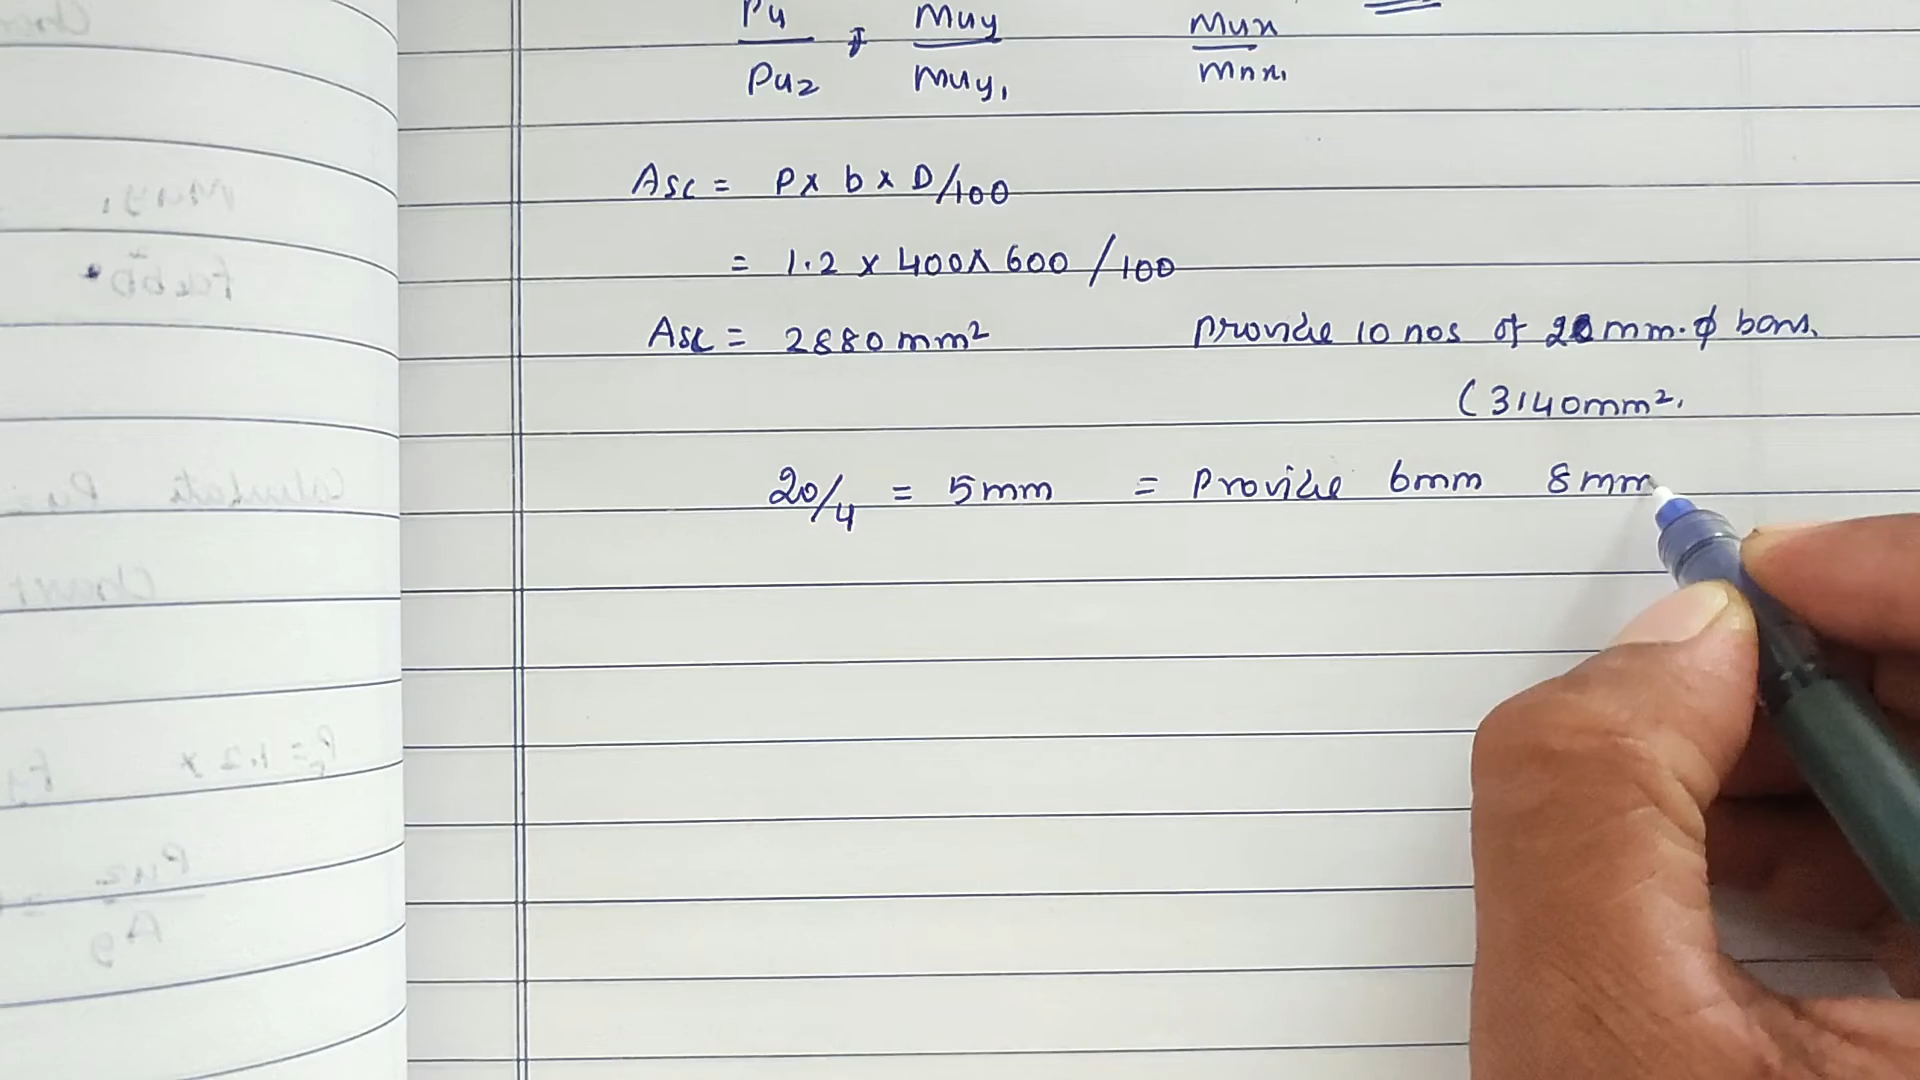 Pu/Puz, Muy/Muy₁ Mux/Mnx₁
Asc = P x b x D/100
= 1.2 x 400 x 600 /100
Asc = 2880 mm² Provide 10 nos of 20 mm.ϕ bars.
(3140mm².
20/4 = 5mm = Provide 6mm 8mm